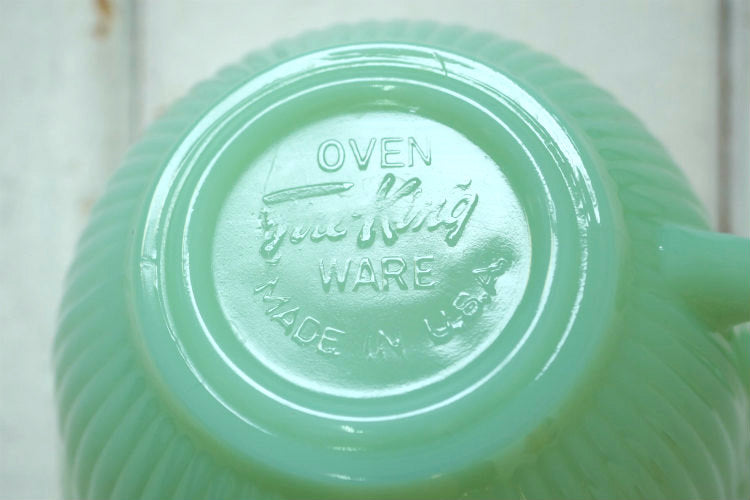 OVEN
Fire-King
WARE
MADE IN U.S.A.